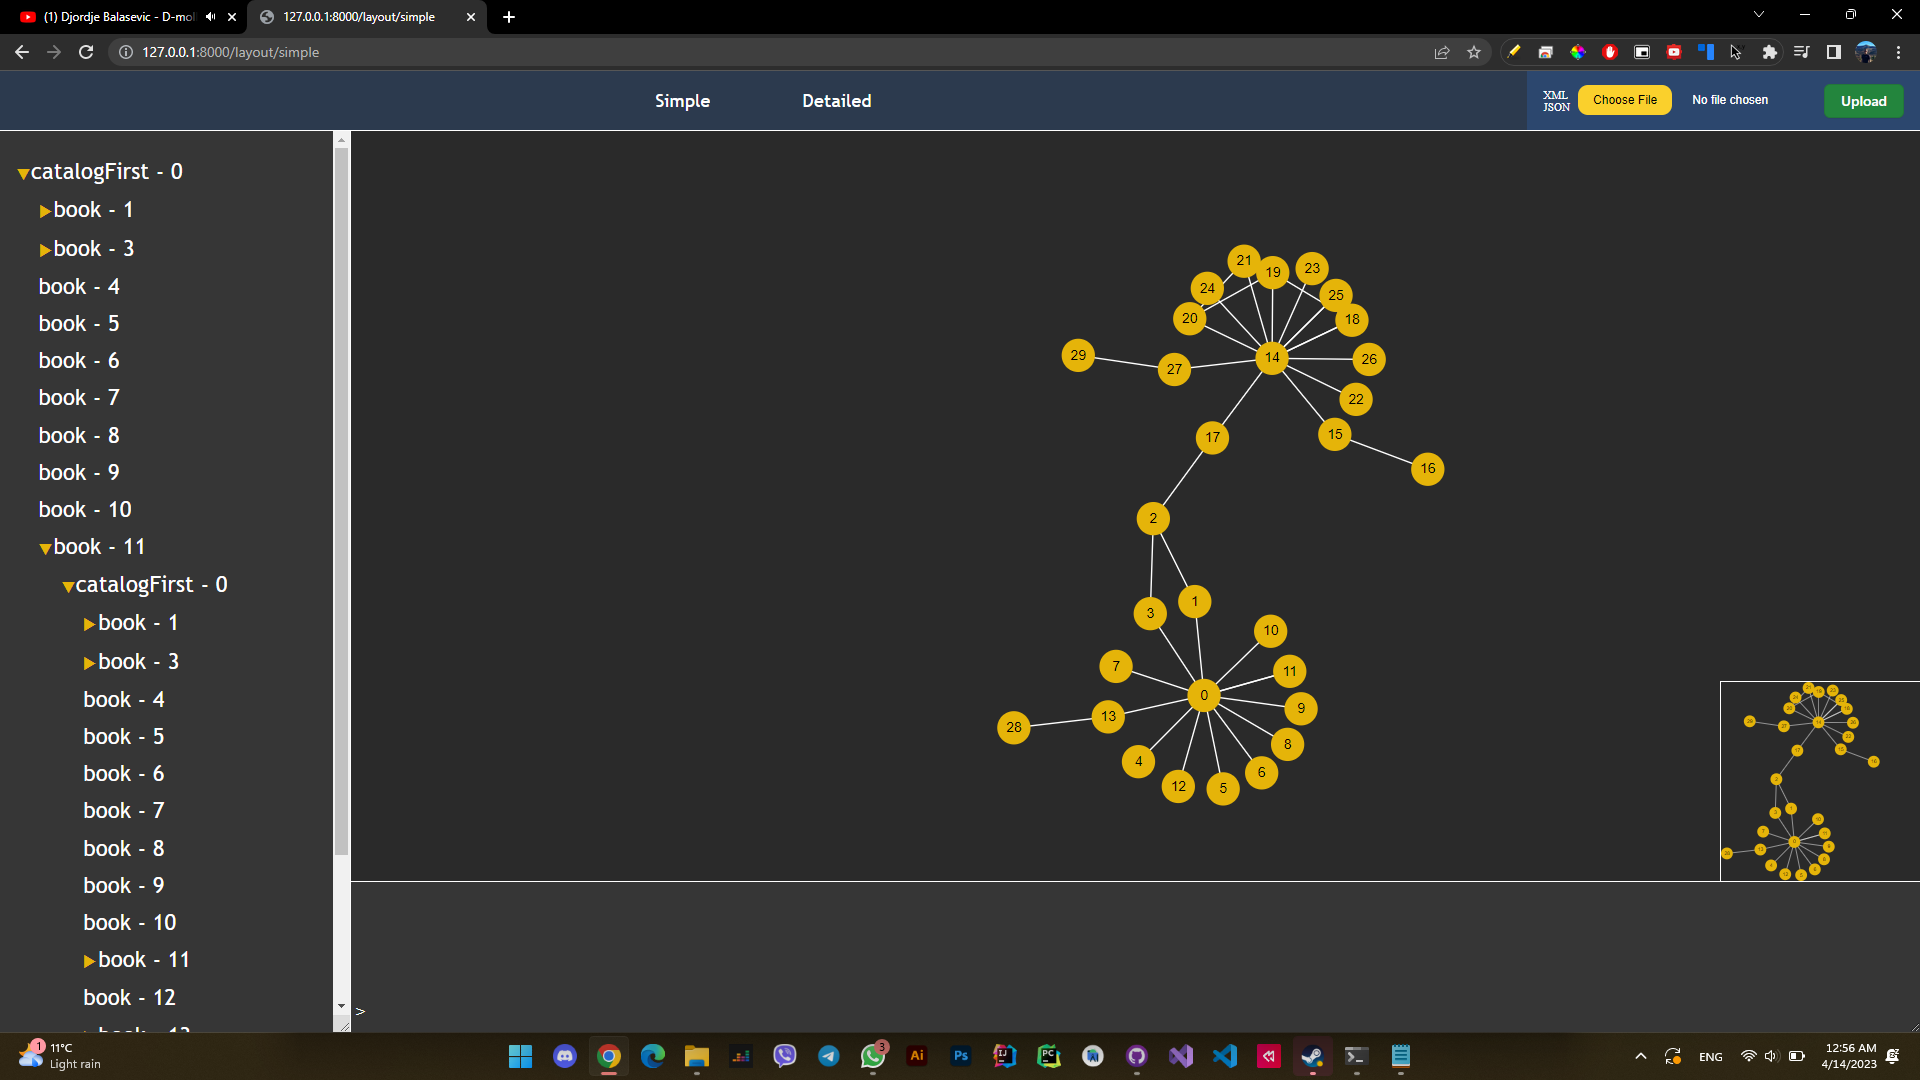 (1) Djordje Balasevic - D-mol
127.0.0.1:8000/layout/simple
127.0.0.1:8000/layout/simple
Simple
Detailed
XML
JSON
Choose File
No file chosen
Upload
catalogFirst - 0
book - 1
book - 3
book - 4
book - 5
book - 6
book - 7
book - 8
book - 9
book - 10
book - 11
catalogFirst - 0
book - 1
book - 3
book - 4
book - 5
book - 6
book - 7
book - 8
book - 9
book - 10
book - 11
book - 12
21
19
23
24
25
20
18
29
27
14
26
22
17
15
16
2
3
1
10
7
11
0
9
28
13
8
4
6
12
5
>
1
11°C
Light rain
3
Ai
Ps
IJ
PC
ENG
12:56 AM
4/14/2023